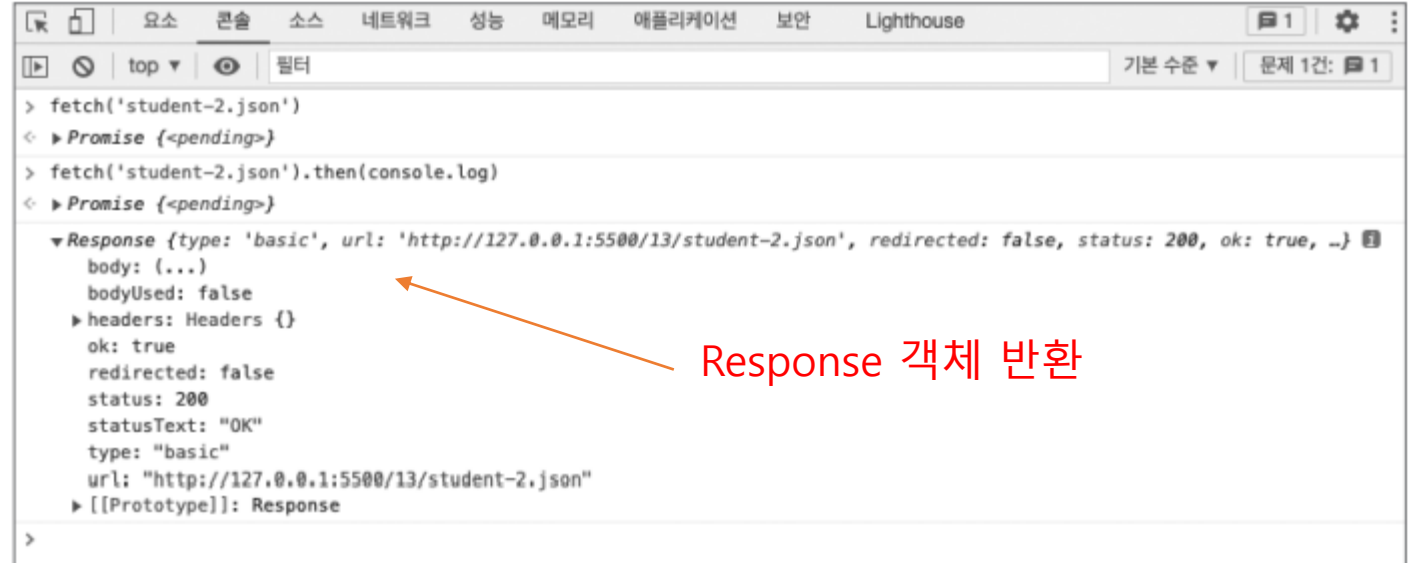 요소 콘솔 소스 네트워크 성능 메모리 애플리케이션 보안 Lighthouse 1
top ▼ 필터 기본 수준 ▼ 문제 1건: 1
> fetch('student-2.json')
<· ▶Promise {<pending>}
> fetch('student-2.json').then(console.log)
<· ▶Promise {<pending>}
▼Response {type: 'basic', url: 'http://127.0.0.1:5500/13/student-2.json', redirected: false, status: 200, ok: true, …} i
body: (...)
bodyUsed: false
▶headers: Headers {}
ok: true
Response 객체 반환
redirected: false
status: 200
statusText: "OK"
type: "basic"
url: "http://127.0.0.1:5500/13/student-2.json"
▶[[Prototype]]: Response
>